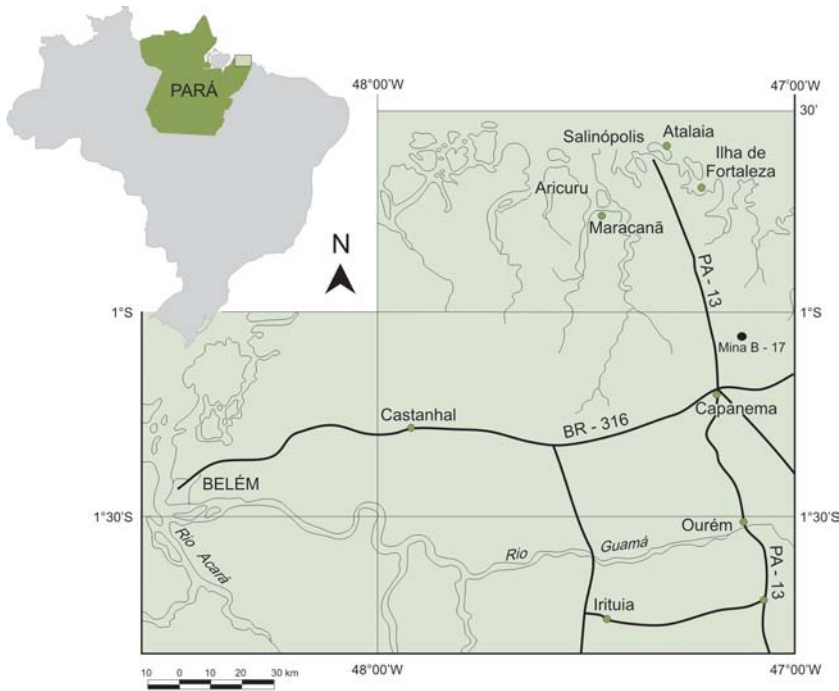 PARÁ
48°00'W
47°00'W
30'
Salinópolis
Atalaia
Ilha de
Fortaleza
Aricuru
Maracanã
N
PA - 13
1°S
1°S
Mina B - 17
Castanhal
Capanema
BR - 316
BELÉM
1°30'S
1°30'S
Ourém
Rio Acará
Rio Guamá
PA - 13
Irituia
10 0 10 20 30 km
48°00'W
47°00'W